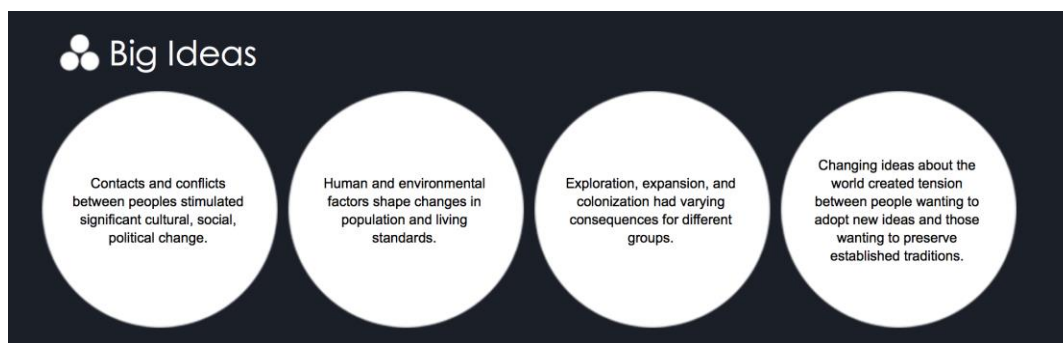 Big Ideas
Contacts and conflicts
between peoples stimulated
significant cultural, social,
political change.
Human and environmental
factors shape changes in
population and living
standards.
Exploration, expansion, and
colonization had varying
consequences for different
groups.
Changing ideas about the
world created tension
between people wanting to
adopt new ideas and those
wanting to preserve
established traditions.